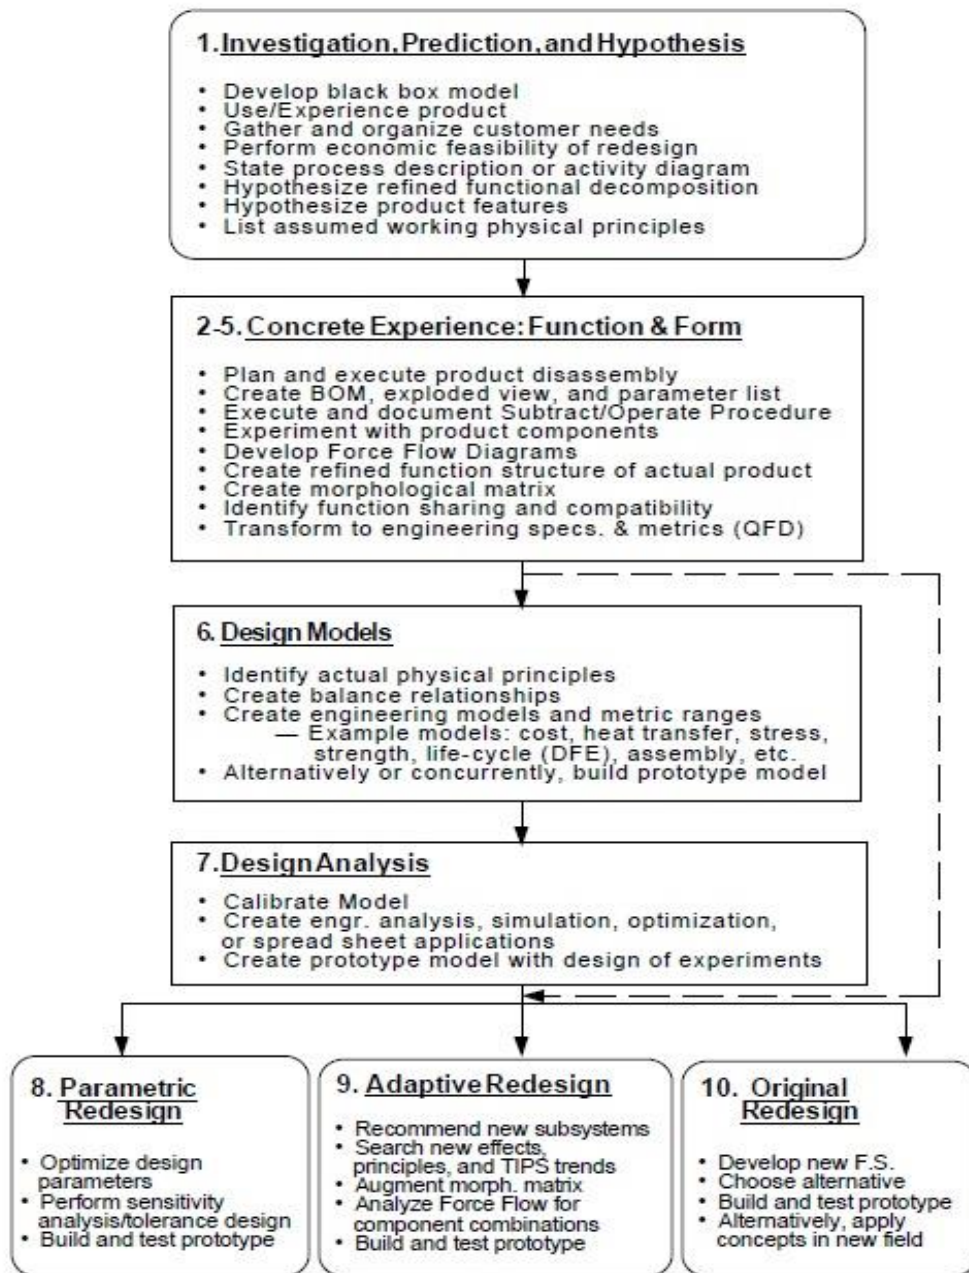 1. Investigation, Prediction, and Hypothesis
• Develop black box model
• Use/Experience product
• Gather and organize customer needs
• Perform economic feasibility of redesign
• State process description or activity diagram
• Hypothesize refined functional decomposition
• Hypothesize product features
• List assumed working physical principles
2-5. Concrete Experience: Function & Form
• Plan and execute product disassembly
• Create BOM, exploded view, and parameter list
• Execute and document Subtract/Operate Procedure
• Experiment with product components
• Develop Force Flow Diagrams
• Create refined function structure of actual product
• Create morphological matrix
• Identify function sharing and compatibility
• Transform to engineering specs. & metrics (QFD)
6. Design Models
• Identify actual physical principles
• Create balance relationships
• Create engineering models and metric ranges
— Example models: cost, heat transfer, stress,
strength, life-cycle (DFE), assembly, etc.
• Alternatively or concurrently, build prototype model
7. Design Analysis
• Calibrate Model
• Create engr. analysis, simulation, optimization,
or spread sheet applications
• Create prototype model with design of experiments
8. Parametric
Redesign
• Optimize design
parameters
• Perform sensitivity
analysis/tolerance design
• Build and test prototype
9. Adaptive Redesign
• Recommend new subsystems
• Search new effects,
principles, and TIPS trends
• Augment morph. matrix
• Analyze Force Flow for
component combinations
• Build and test prototype
10. Original
Redesign
• Develop new F.S.
• Choose alternative
• Build and test prototype
• Alternatively, apply
concepts in new field